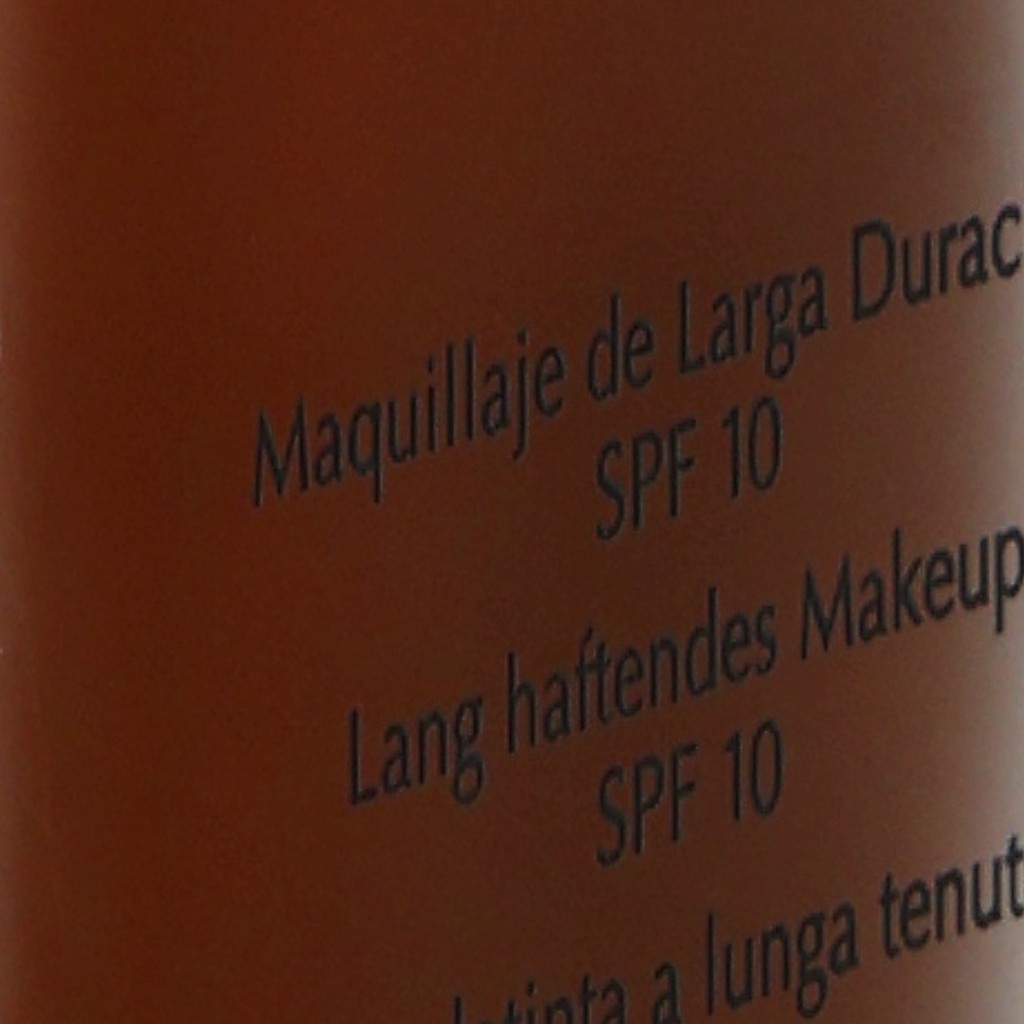 Maquillaje de Larga Durac
SPF 10
Lang haftendes Makeup
SPF 10
a lunga tenut